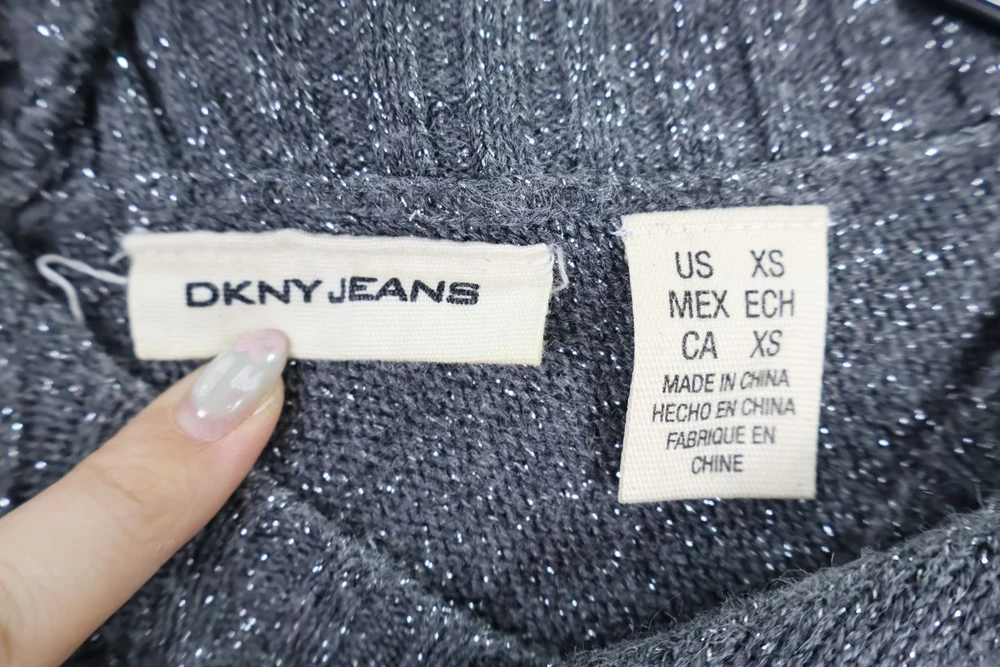 DKNY JEANS
US XS
MEX ECH
CA XS
MADE IN CHINA
HECHO EN CHINA
FABRIQUE EN
CHINE